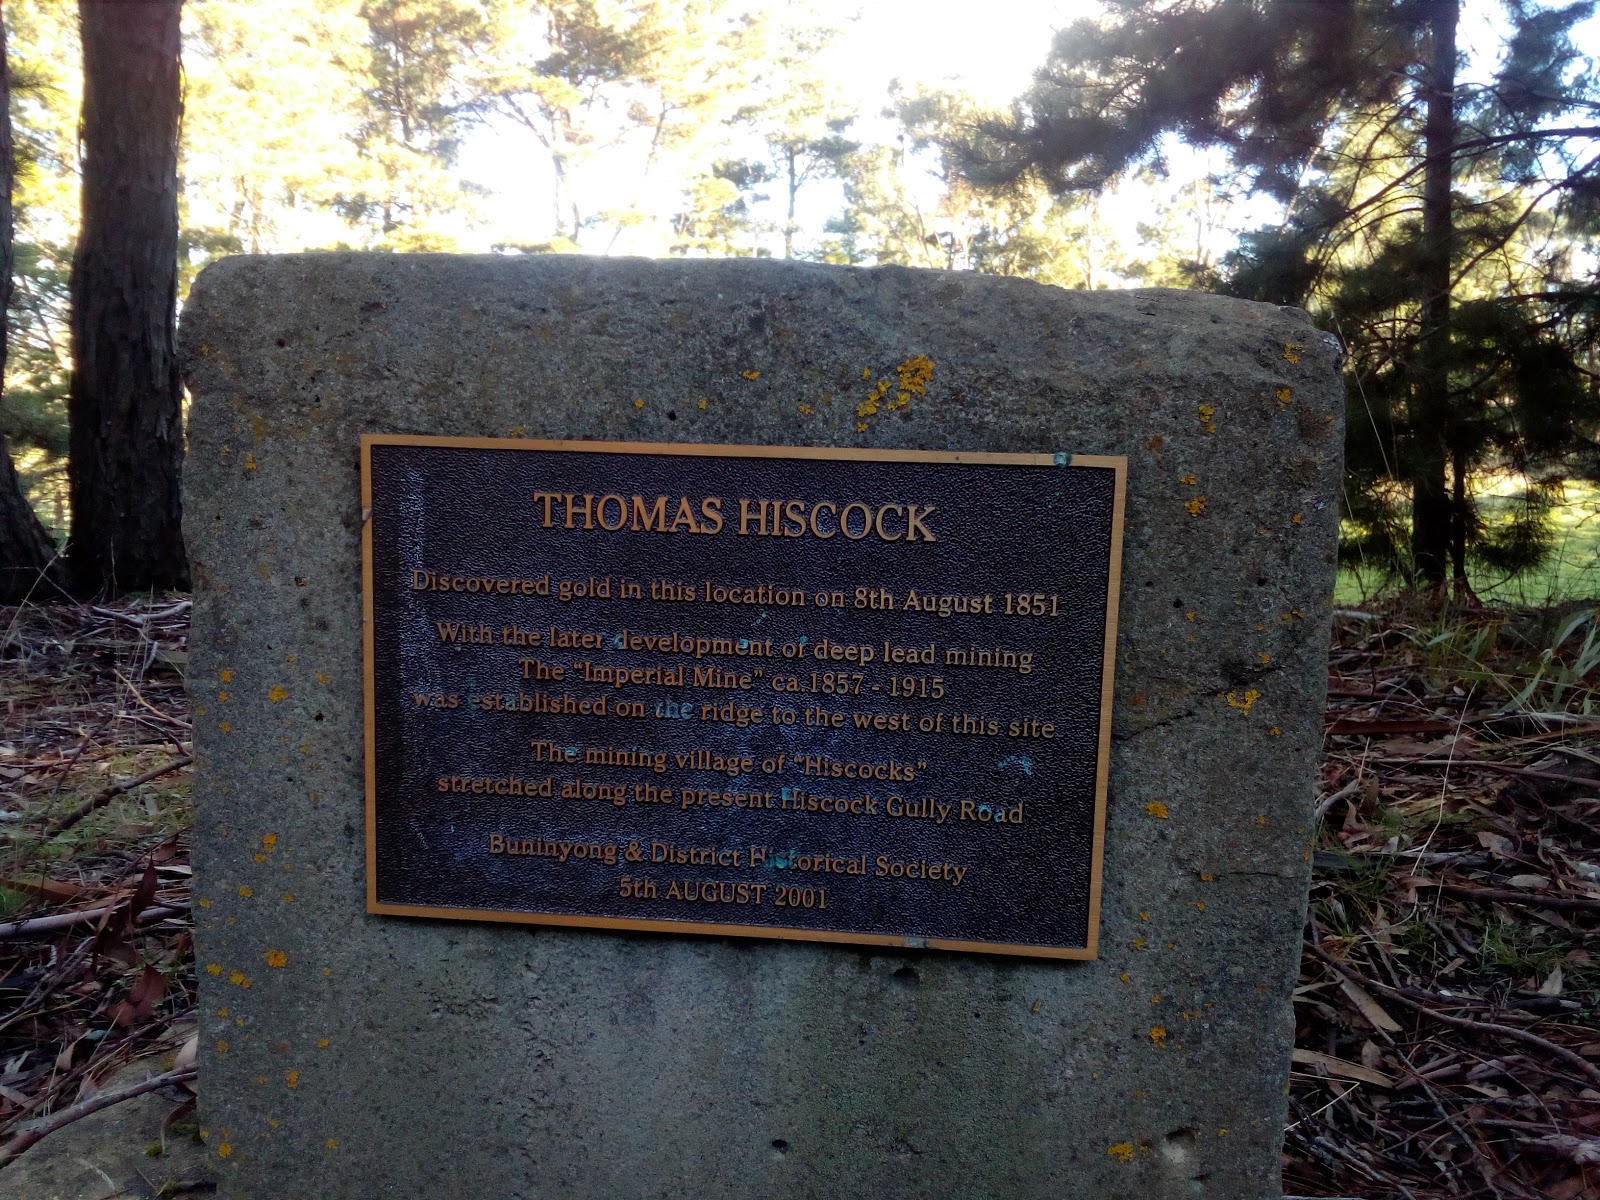 THOMAS HISCOCK
Discovered gold in this location on 8th August 1851
With the later development of deep lead mining
The "Imperial Mine" ca.1857 - 1915
was established on the ridge to the west of this site
The mining village of "Hiscocks"
stretched along the present Hiscock Gully Road
Buninyong & District Historical Society
5th AUGUST 2001